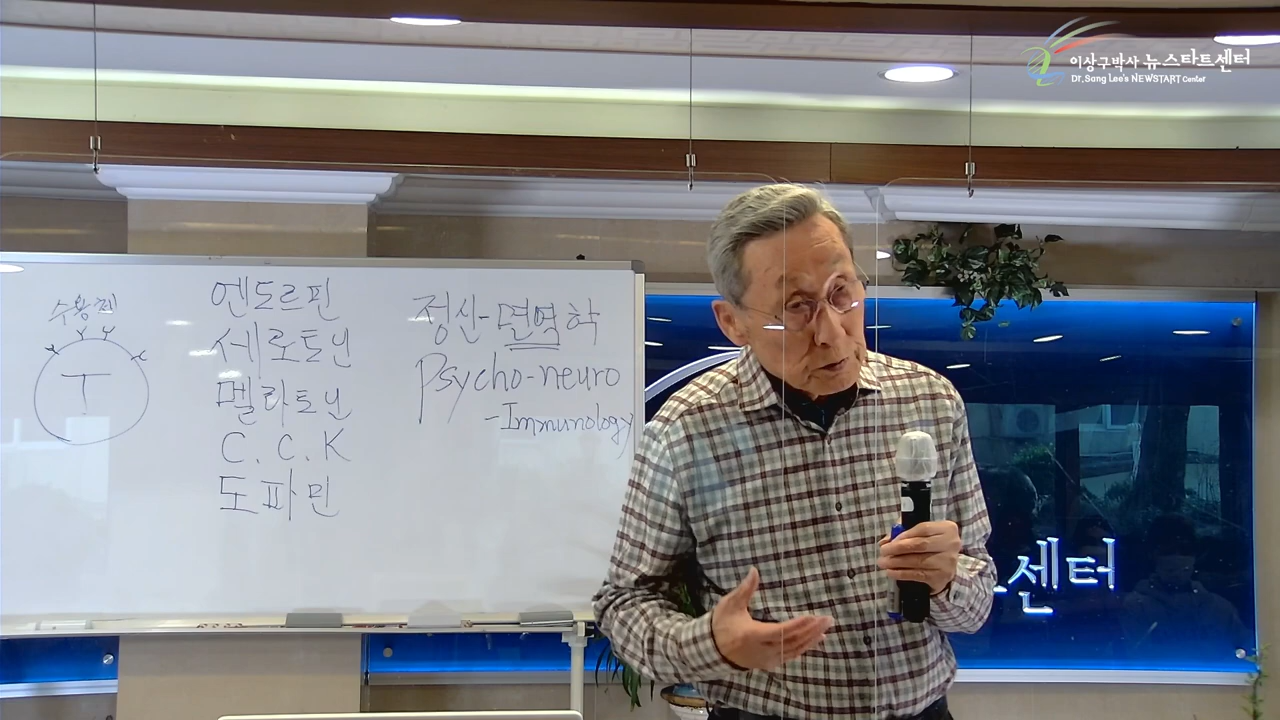 이상구박사 뉴스타트센터
Dr. Sang Lee's NEWSTART Center
수용체
T
엔도르핀
세로토닌
멜라토닌
C.C.K
도파민
정신-면역학
Psycho-neuro
-Immunology
센터